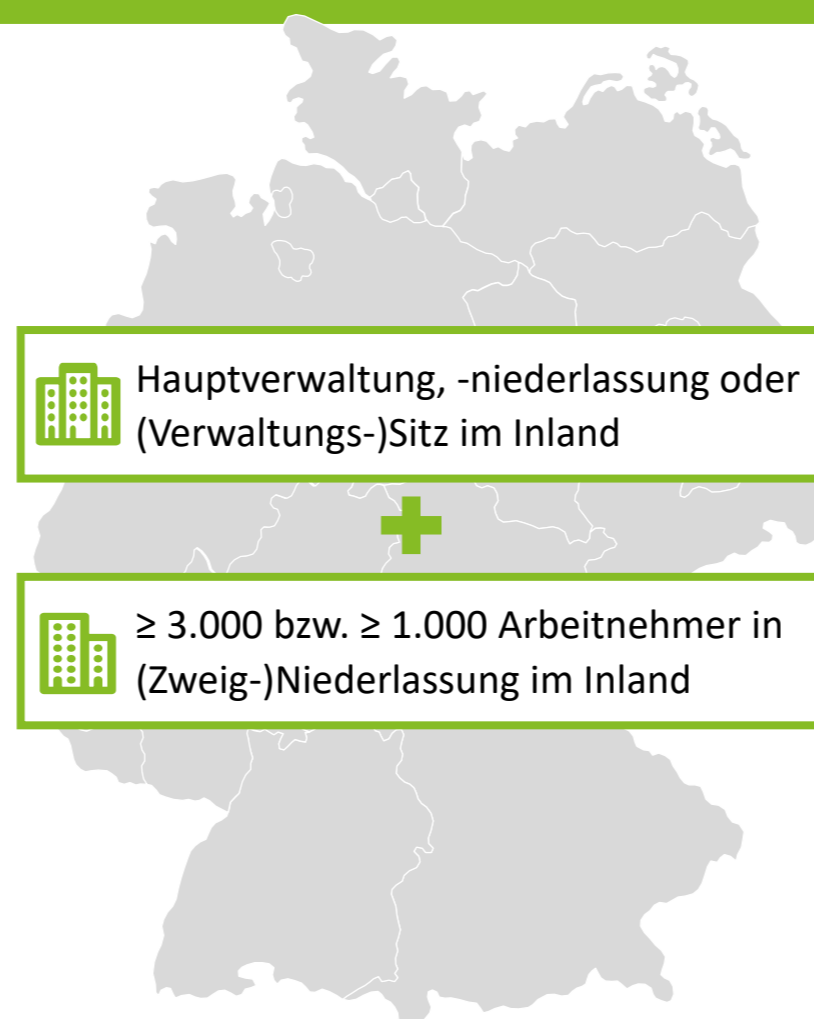 Hauptverwaltung, -niederlassung oder
(Verwaltungs-)Sitz im Inland
≥ 3.000 bzw. ≥ 1.000 Arbeitnehmer in
(Zweig-)Niederlassung im Inland